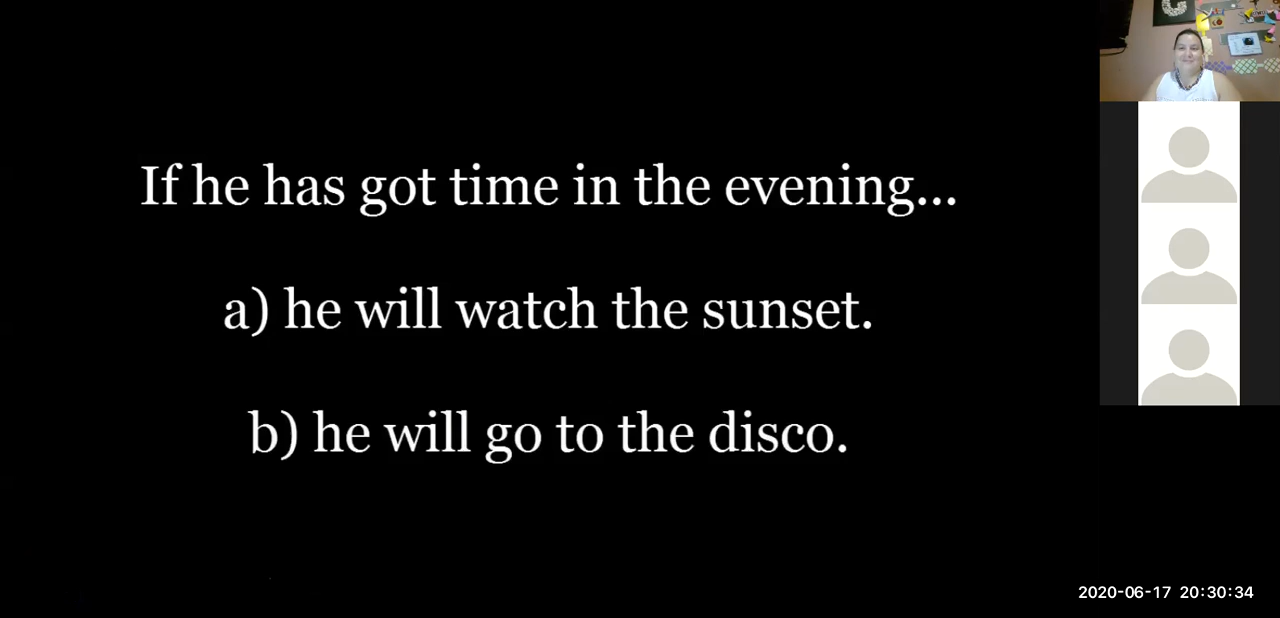 If he has got time in the evening...
a) he will watch the sunset.
b) he will go to the disco.
2020-06-17 20:30:34